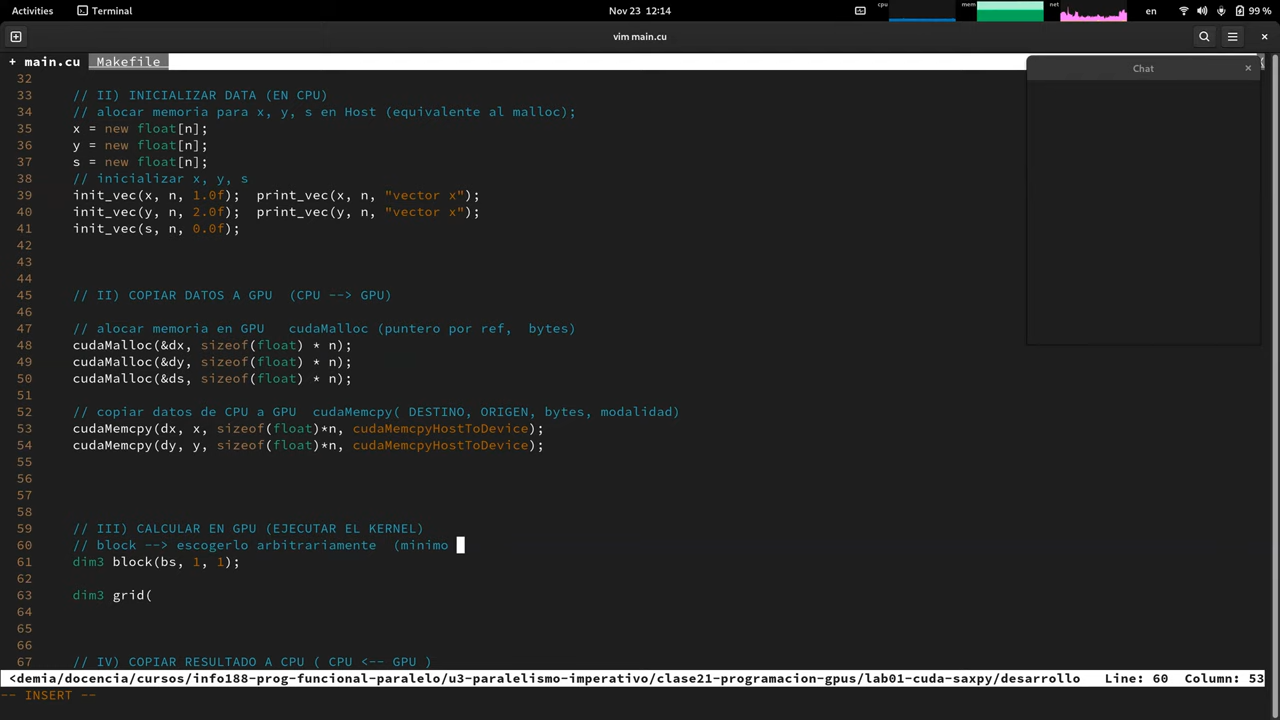 Activities Terminal Nov 23 12:14 cpu mem net en 99 %
vim main.cu
+ main.cu Makefile
Chat
32
33 // II) INICIALIZAR DATA (EN CPU)
34 // alocar memoria para x, y, s en Host (equivalente al malloc);
35 x = new float[n];
36 y = new float[n];
37 s = new float[n];
38 // inicializar x, y, s
39 init_vec(x, n, 1.0f); print_vec(x, n, "vector x");
40 init_vec(y, n, 2.0f); print_vec(y, n, "vector x");
41 init_vec(s, n, 0.0f);
42
43
44
45 // II) COPIAR DATOS A GPU (CPU --> GPU)
46
47 // alocar memoria en GPU cudaMalloc (puntero por ref, bytes)
48 cudaMalloc(&dx, sizeof(float) * n);
49 cudaMalloc(&dy, sizeof(float) * n);
50 cudaMalloc(&ds, sizeof(float) * n);
51
52 // copiar datos de CPU a GPU cudaMemcpy( DESTINO, ORIGEN, bytes, modalidad)
53 cudaMemcpy(dx, x, sizeof(float)*n, cudaMemcpyHostToDevice);
54 cudaMemcpy(dy, y, sizeof(float)*n, cudaMemcpyHostToDevice);
55
56
57
58
59 // III) CALCULAR EN GPU (EJECUTAR EL KERNEL)
60 // block --> escogerlo arbitrariamente (minimo
61 dim3 block(bs, 1, 1);
62
63 dim3 grid(
64
65
66
67 // IV) COPIAR RESULTADO A CPU ( CPU <-- GPU )
<demia/docencia/cursos/info188-prog-funcional-paralelo/u3-paralelismo-imperativo/clase21-programacion-gpus/lab01-cuda-saxpy/desarrollo Line: 60 Column: 53
-- INSERT --